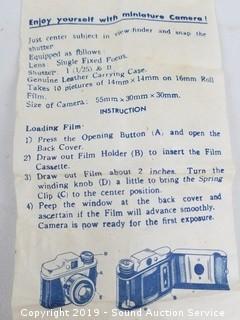 Enjoy yourself with miniature Camera!
Just center subject in view-finder and snap the
shutter
Equipped as follows:
Lens: Single Fixed Focus.
Shutter: I (1/25) & B
Genuine Leather Carrying Case.
Takes 10 pictures of 14mm×14mm on 16mm Roll
Film.
Size of Camera: 55mm×30mm×30mm.
INSTRUCTION
Loading Film:
1) Press the Opening Button (A) and open the
Back Cover.
2) Draw out Film Holder (B) to insert the Film
Cassette.
3) Draw out Film about 2 inches. Turn the
winding knob (D) a little to bring the Spring
Clip (C) to the center position.
4) Peep the window at the back cover and
ascertain if the Film will advance smoothly.
Camera is now ready for the first exposure.
Copyright 2019 - Sound Auction Service